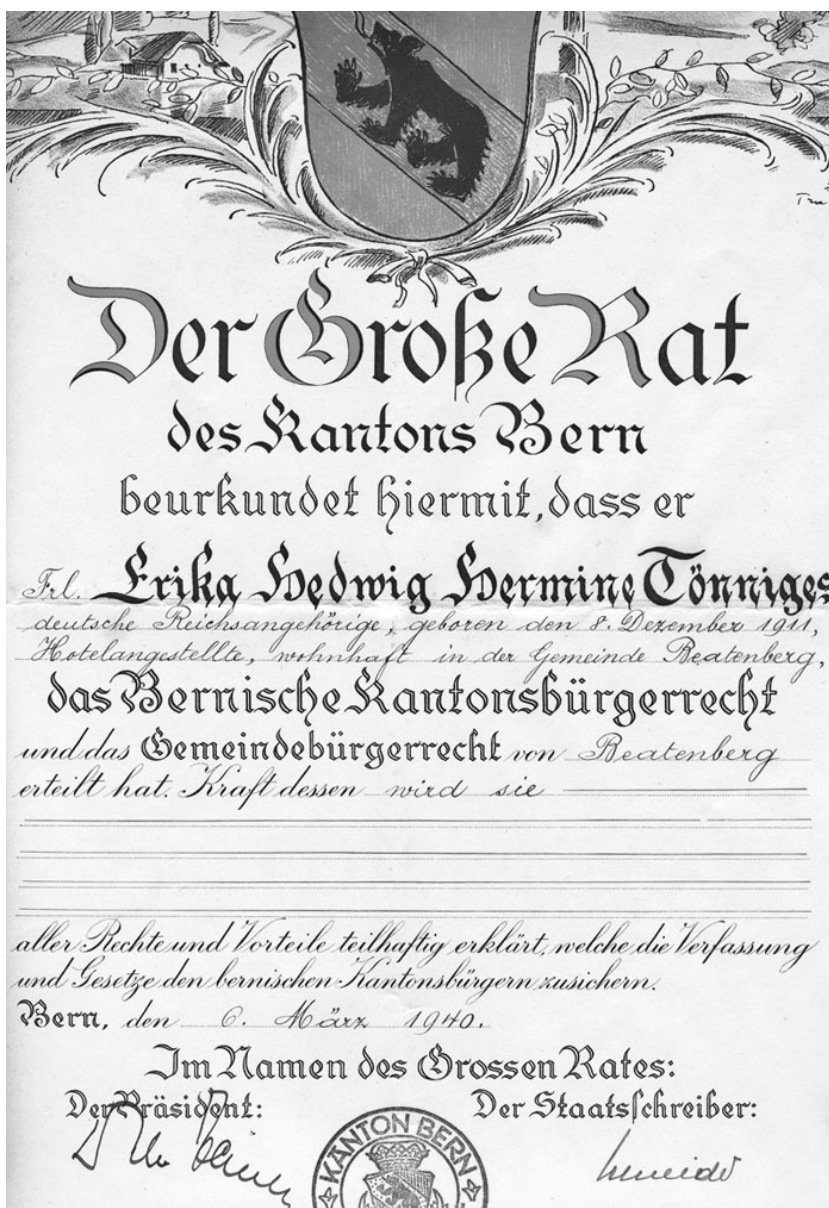 Der Große Rat
des Kantons Bern
beurkundet hiermit, dass er
Frl. Erika Hedwig Hermine Tönniges
deutsche Reichsangehörige, geboren den 8. Dezember 1911,
Hotelangestellte, wohnhaft in der Gemeinde Beatenberg,
das Bernische Kantonsbürgerrecht
und das Gemeindebürgerrecht von Beatenberg
erteilt hat. Kraft dessen wird sie
aller Rechte und Vorteile teilhaftig erklärt, welche die Verfassung
und Gesetze den bernischen Kantonsbürgern zusichern.
Bern, den 6. März 1940.
Im Namen des Grossen Rates:
Der Präsident: Der Staatsschreiber:
KANTON BERN